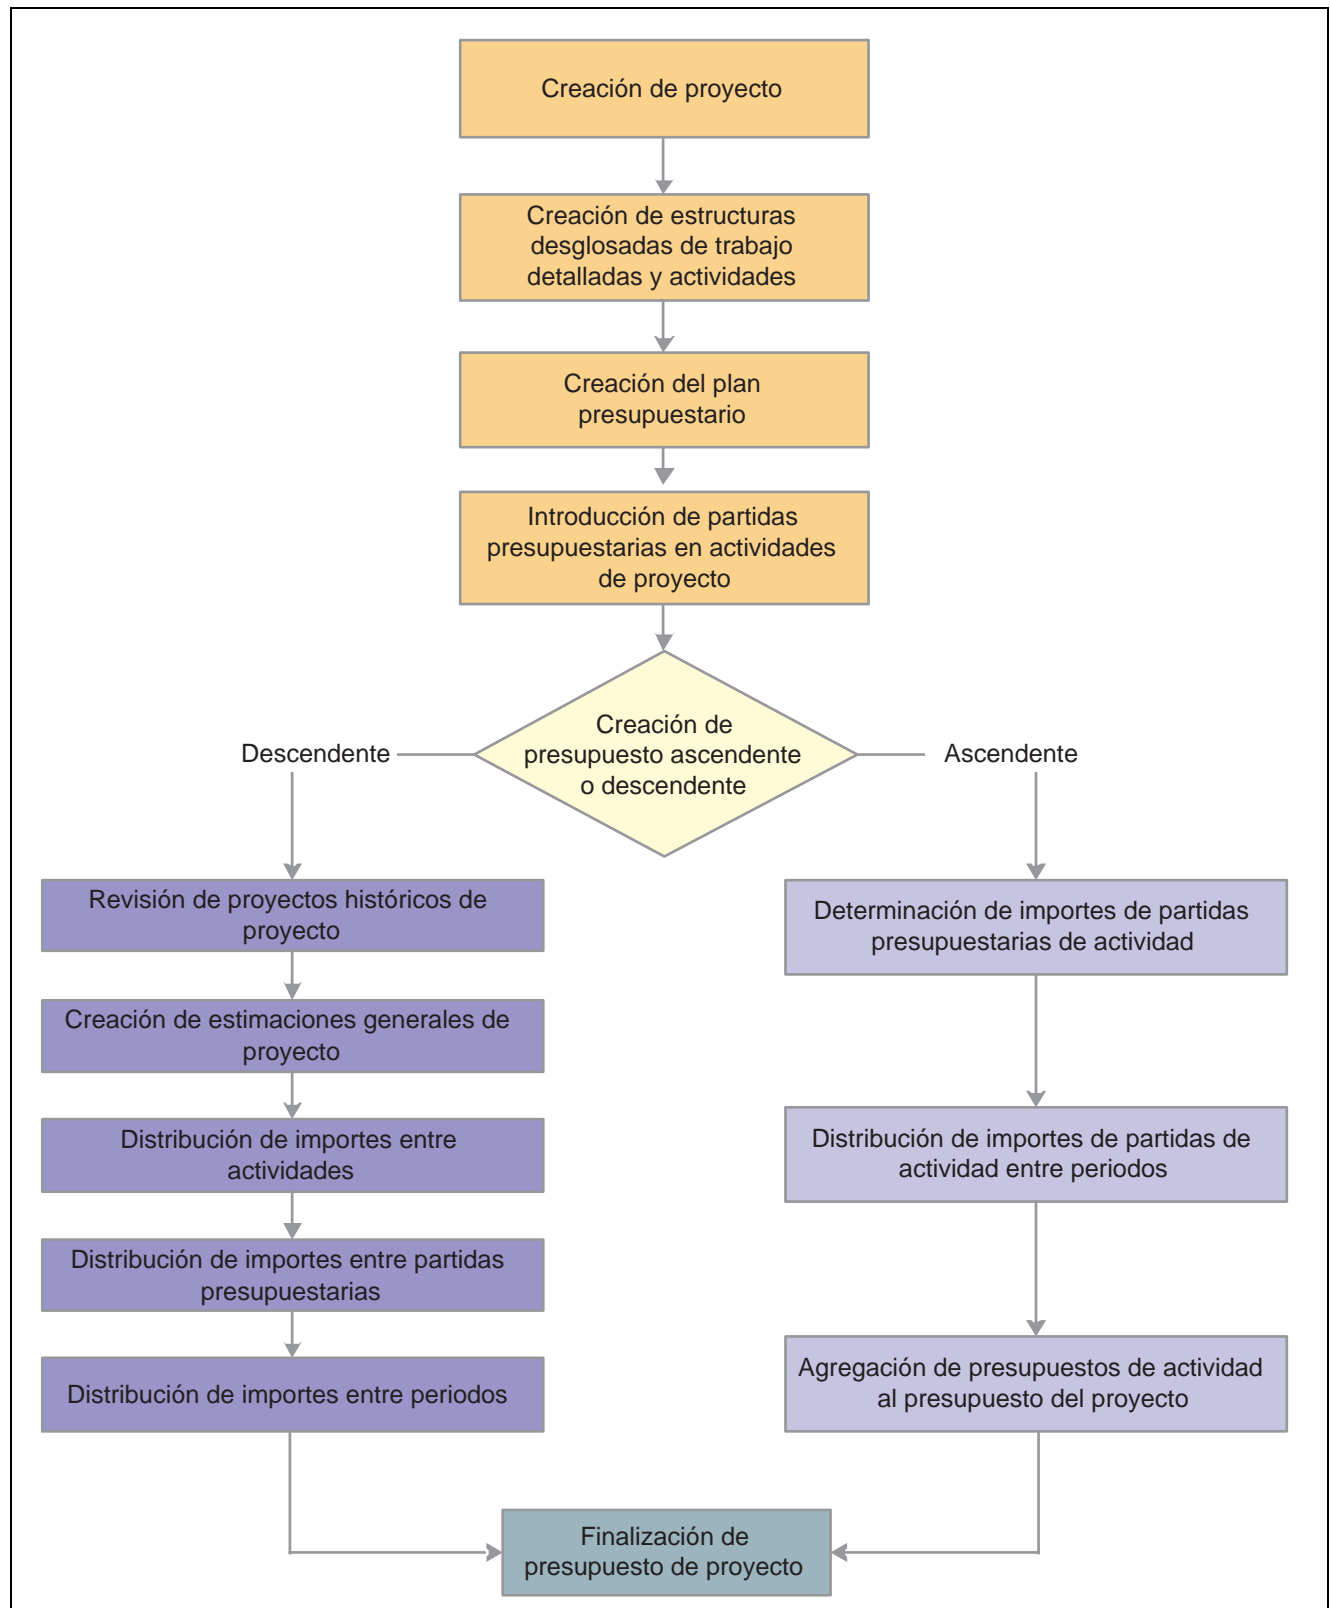 Creación de proyecto
Creación de estructuras
desglosadas de trabajo
detalladas y actividades
Creación del plan
presupuestario
Introducción de partidas
presupuestarias en actividades
de proyecto
Creación de
presupuesto ascendente
o descendente
Descendente
Ascendente
Revisión de proyectos históricos de
proyecto
Creación de estimaciones generales de
proyecto
Distribución de importes entre
actividades
Distribución de importes entre partidas
presupuestarias
Distribución de importes entre periodos
Determinación de importes de partidas
presupuestarias de actividad
Distribución de importes de partidas de
actividad entre periodos
Agregación de presupuestos de actividad
al presupuesto del proyecto
Finalización de
presupuesto de proyecto